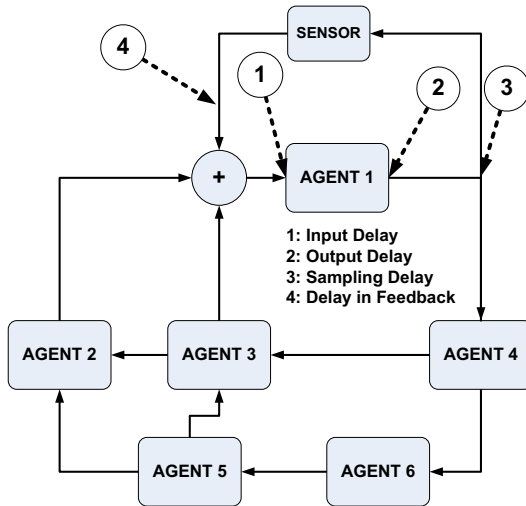 SENSOR
4
1
2
3
+
AGENT 1
1: Input Delay
2: Output Delay
3: Sampling Delay
4: Delay in Feedback
AGENT 2
AGENT 3
AGENT 4
AGENT 5
AGENT 6